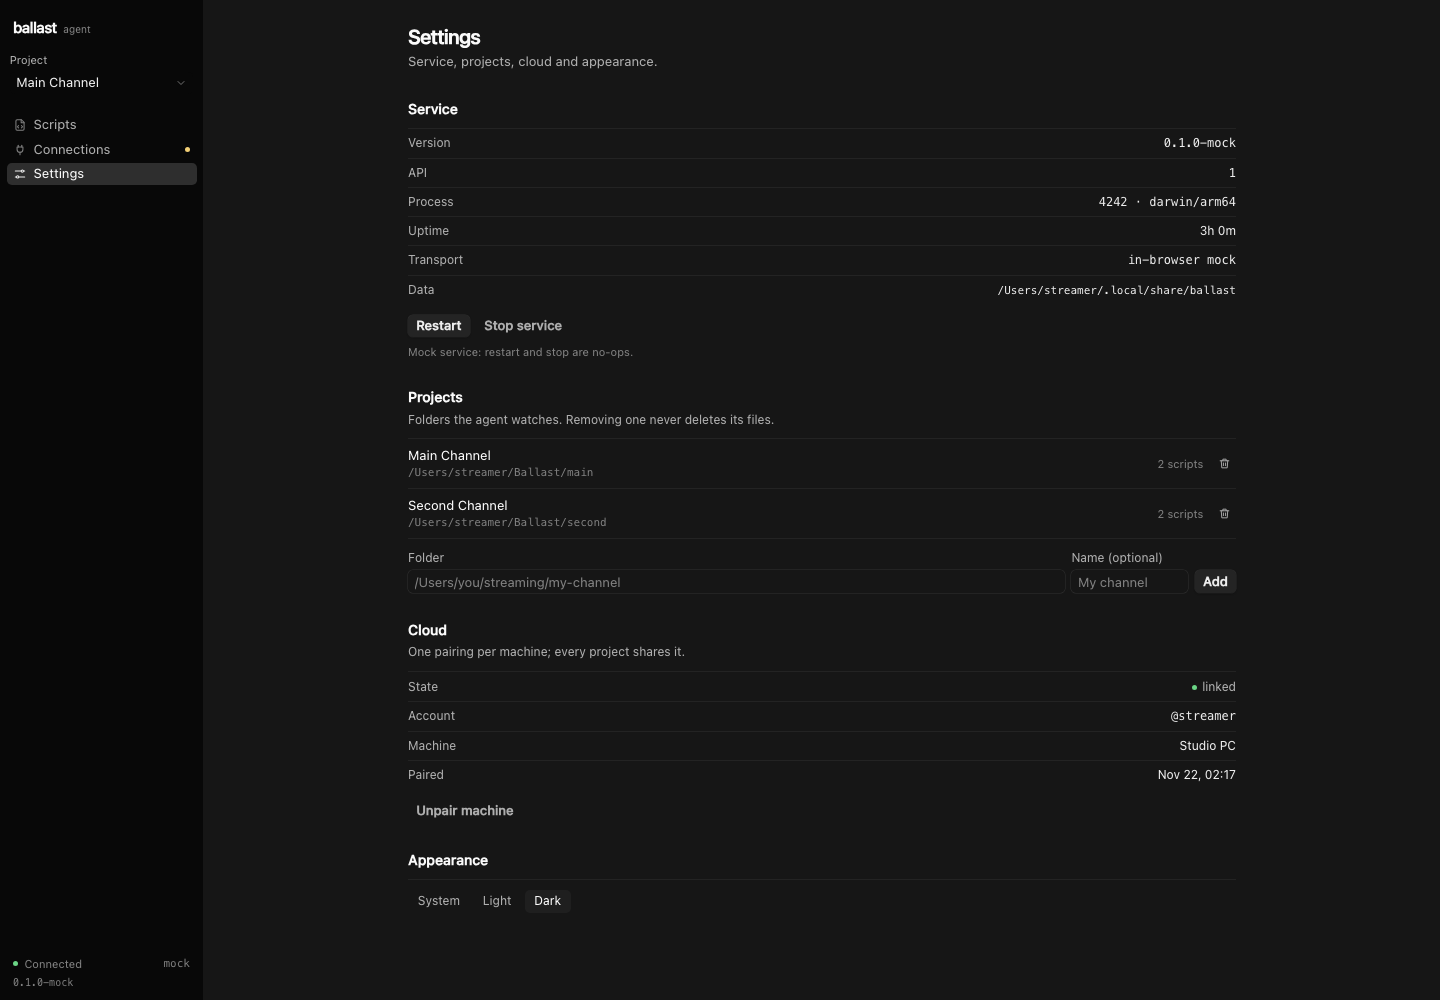 ballast agent
Project
Main Channel
Scripts
Connections
Settings
Connected mock
0.1.0-mock
Settings
Service, projects, cloud and appearance.
Service
Version 0.1.0-mock
API 1
Process 4242 · darwin/arm64
Uptime 3h 0m
Transport in-browser mock
Data /Users/streamer/.local/share/ballast
Restart Stop service
Mock service: restart and stop are no-ops.
Projects
Folders the agent watches. Removing one never deletes its files.
Main Channel
/Users/streamer/Ballast/main
2 scripts
Second Channel
/Users/streamer/Ballast/second
2 scripts
Folder Name (optional)
/Users/you/streaming/my-channel My channel Add
Cloud
One pairing per machine; every project shares it.
State linked
Account @streamer
Machine Studio PC
Paired Nov 22, 02:17
Unpair machine
Appearance
System Light Dark